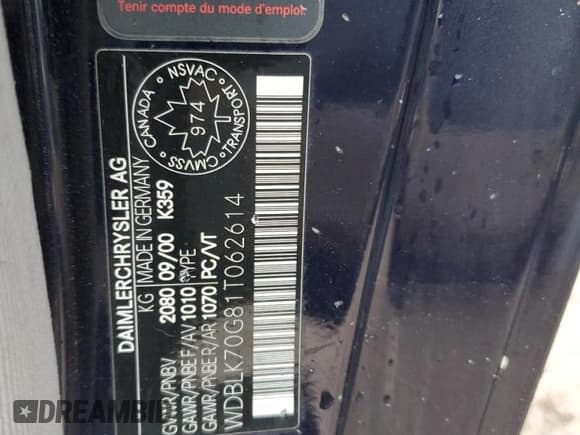 Tenir compte du mode d'emploi.
DAIMLERCHRYSLER AG
KG MADE IN GERMANY
GVWR/PNBV 2080 09/00 K359
GAWR/PNBE F/AV 1010 TYPE
GAWR/PNBE R/AR 1070 PC/VT
WDBLK70G81T062614
CANADA NSVAC TRANSPORT CMVSS
974
DREAMBID